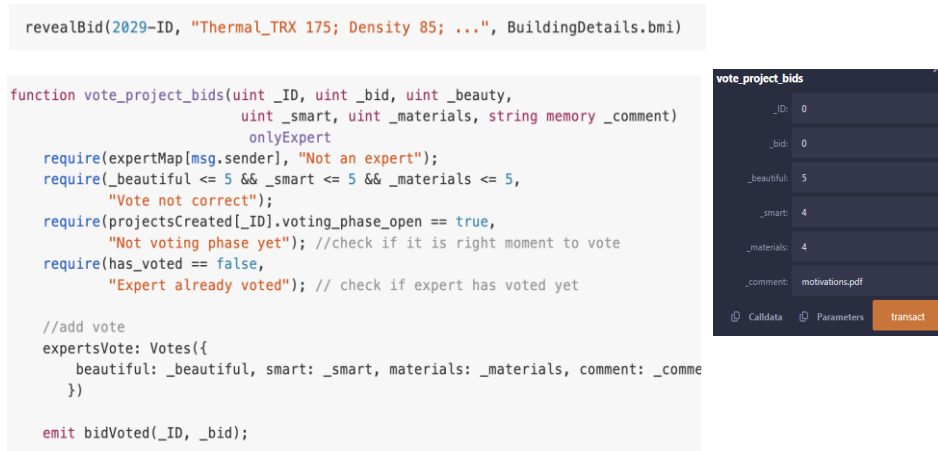 revealBid(2029-ID, "Thermal_TRX 175; Density 85; ...", BuildingDetails.bmi)
function vote_project_bids(uint _ID, uint _bid, uint _beauty,
uint _smart, uint _materials, string memory _comment)
onlyExpert
require(expertMap[msg.sender], "Not an expert");
require(_beautiful <= 5 && _smart <= 5 && _materials <= 5,
"Vote not correct");
require(projectsCreated[_ID].voting_phase_open == true,
"Not voting phase yet"); //check if it is right moment to vote
require(has_voted == false,
"Expert already voted"); // check if expert has voted yet
//add vote
expertsVote: Votes({
beautiful: _beautiful, smart: _smart, materials: _materials, comment: _comme
})
emit bidVoted(_ID, _bid);
vote_project_bids
_ID: 0
_bid: 0
_beautiful: 5
_smart: 4
_materials: 4
_comment: motivations.pdf
Calldata Parameters transact